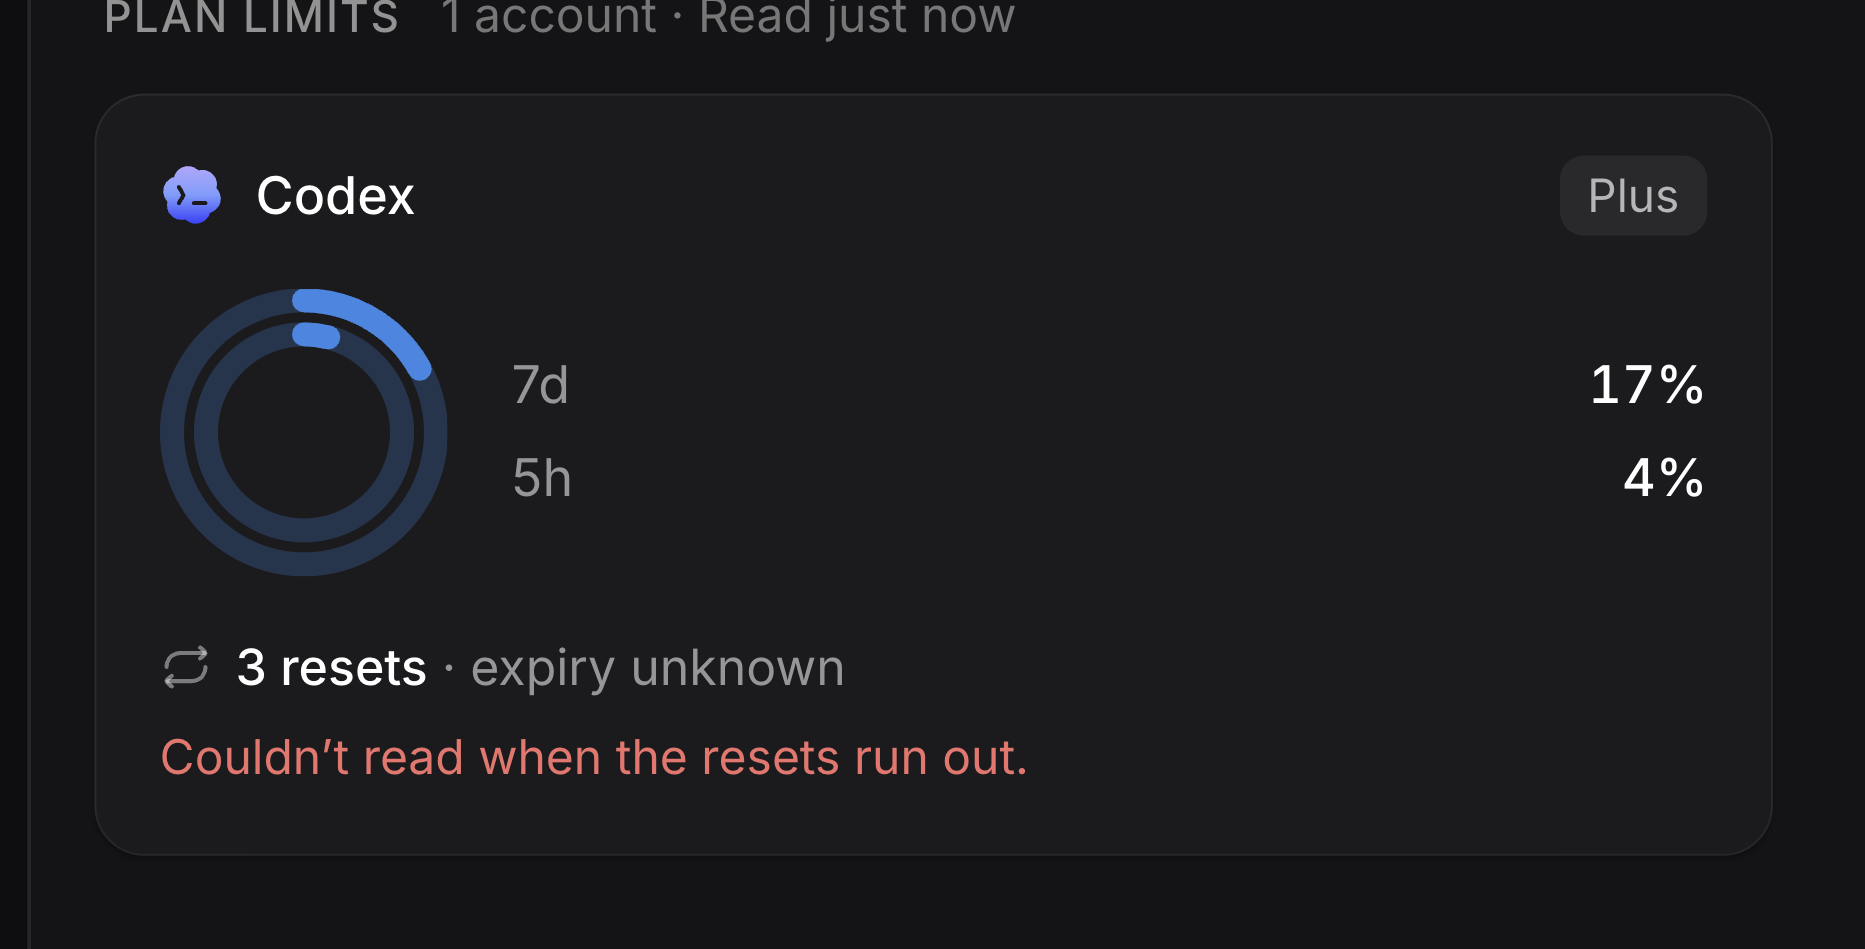 PLAN LIMITS 1 account · Read just now
Codex
Plus
7d 17%
5h 4%
3 resets · expiry unknown
Couldn’t read when the resets run out.